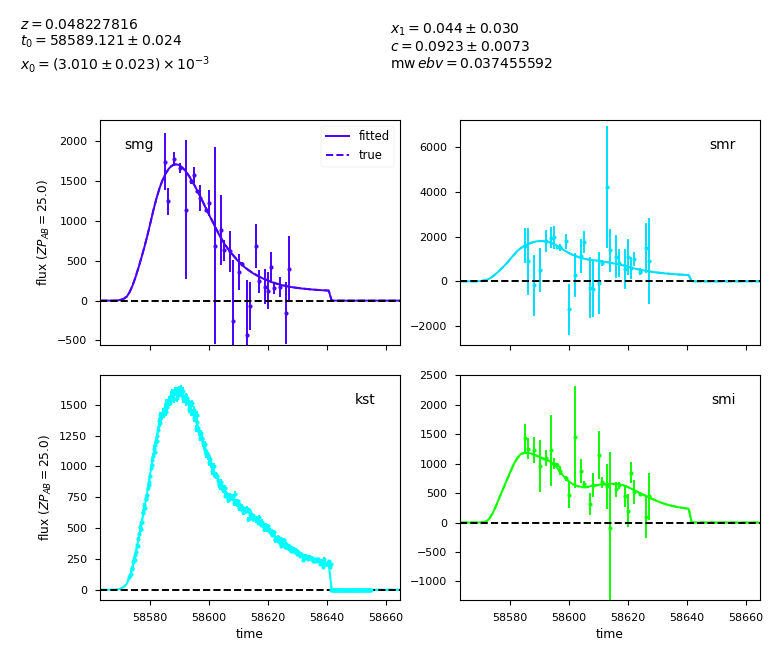 z = 0.048227816
t₀ = 58589.121 ± 0.024
x₀ = (3.010 ± 0.023) × 10⁻³
x₁ = 0.044 ± 0.030
c = 0.0923 ± 0.0073
mw ebv = 0.037455592
smg
fitted
true
2000
1500
1000
500
0
−500
flux (ZP_AB = 25.0)
smr
6000
4000
2000
0
−2000
kst
1500
1250
1000
750
500
250
0
flux (ZP_AB = 25.0)
58580 58600 58620 58640 58660
time
smi
2500
2000
1500
1000
500
0
−500
−1000
58580 58600 58620 58640 58660
time